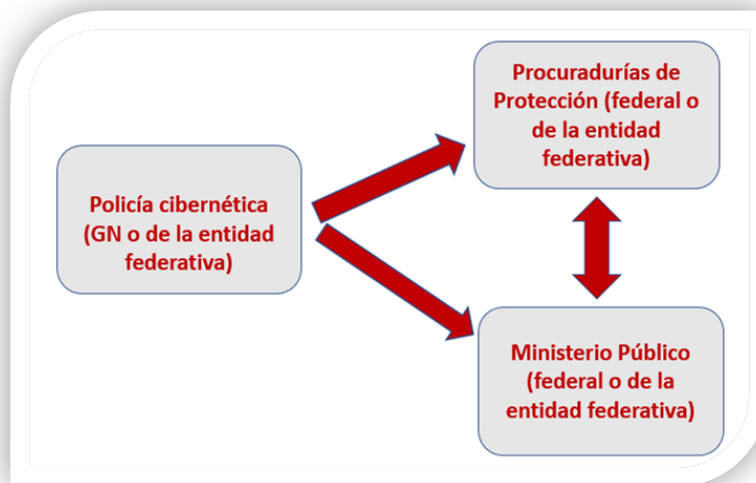 Policía cibernética
(GN o de la entidad
federativa)
Procuradurías de
Protección (federal o
de la entidad
federativa)
Ministerio Público
(federal o de la
entidad federativa)